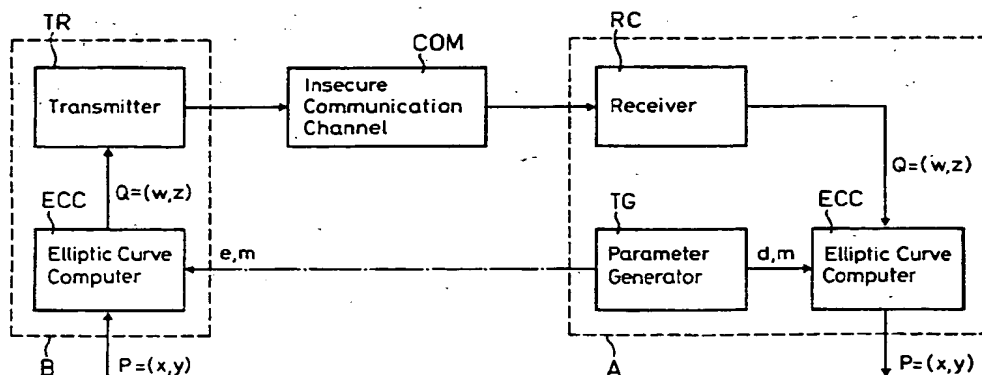 TR
COM
RC
Transmitter
Insecure
Communication
Channel
Receiver
Q=(w,z)
Q=(w,z)
ECC
TG
ECC
Elliptic Curve
Computer
e,m
Parameter
Generator
d,m
Elliptic Curve
Computer
B
P=(x,y)
A
P=(x,y)